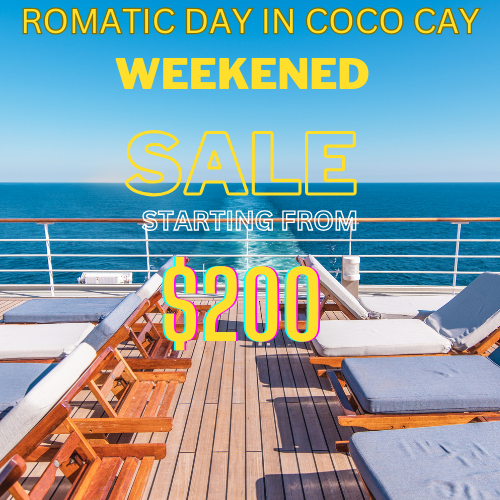 ROMATIC DAY IN COCO CAY
WEEKENED
SALE
STARTING FROM
$200